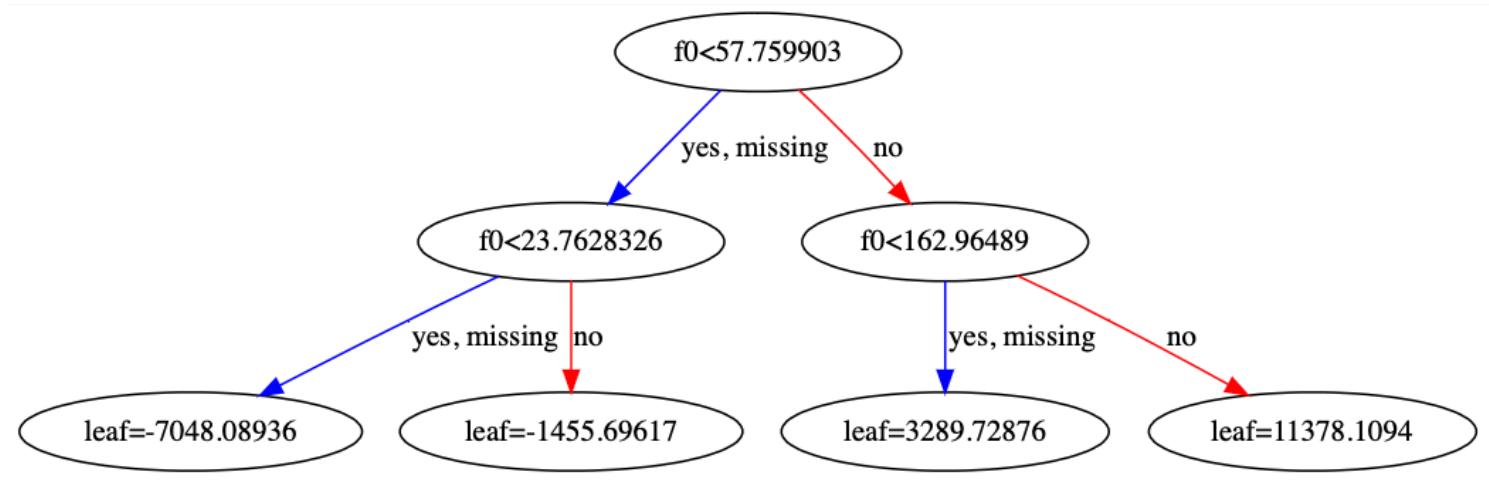 f0<57.759903
yes, missing
no
f0<23.7628326
f0<162.96489
yes, missing
no
yes, missing
no
leaf=-7048.08936
leaf=-1455.69617
leaf=3289.72876
leaf=11378.1094